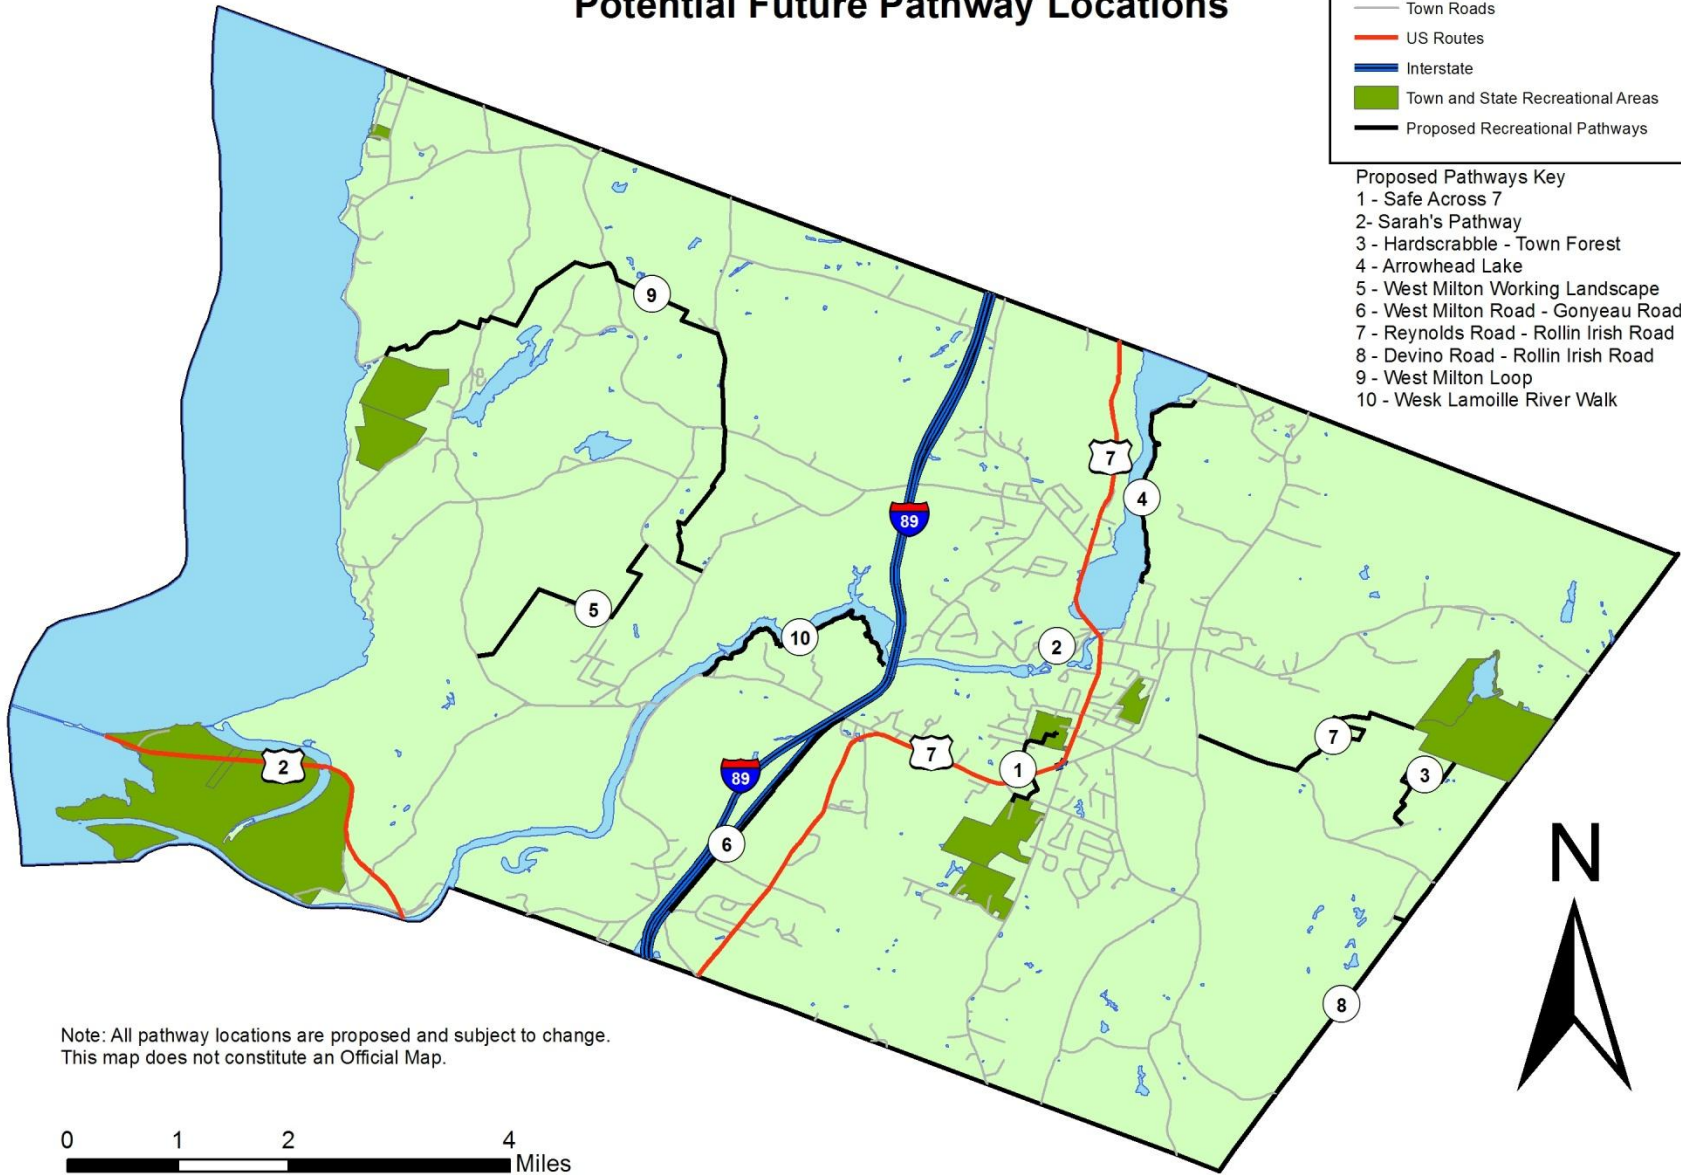 Potential Future Pathway Locations
Town Roads
US Routes
Interstate
Town and State Recreational Areas
Proposed Recreational Pathways
Proposed Pathways Key
1 - Safe Across 7
2- Sarah's Pathway
3 - Hardscrabble - Town Forest
4 - Arrowhead Lake
5 - West Milton Working Landscape
6 - West Milton Road - Gonyeau Road
7 - Reynolds Road - Rollin Irish Road
8 - Devino Road - Rollin Irish Road
9 - West Milton Loop
10 - Wesk Lamoille River Walk
9
7
4
89
5
10
2
7
7
2
89
1
3
6
8
N
Note: All pathway locations are proposed and subject to change.
This map does not constitute an Official Map.
0 1 2 4
Miles